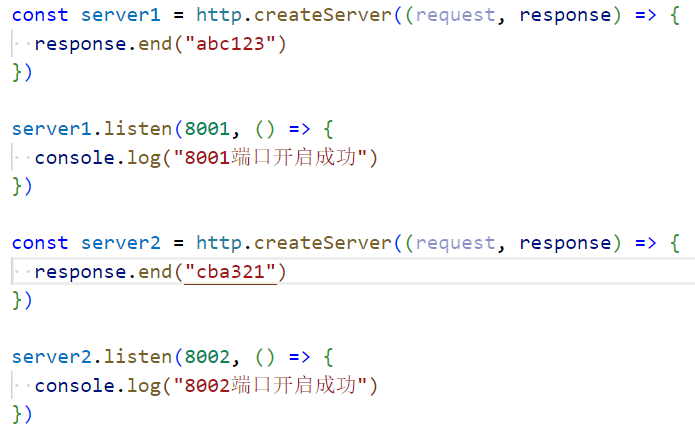 const server1 = http.createServer((request, response) => {
  response.end("abc123")
})

server1.listen(8001, () => {
  console.log("8001端口开启成功")
})

const server2 = http.createServer((request, response) => {
  response.end("cba321")
})

server2.listen(8002, () => {
  console.log("8002端口开启成功")
})